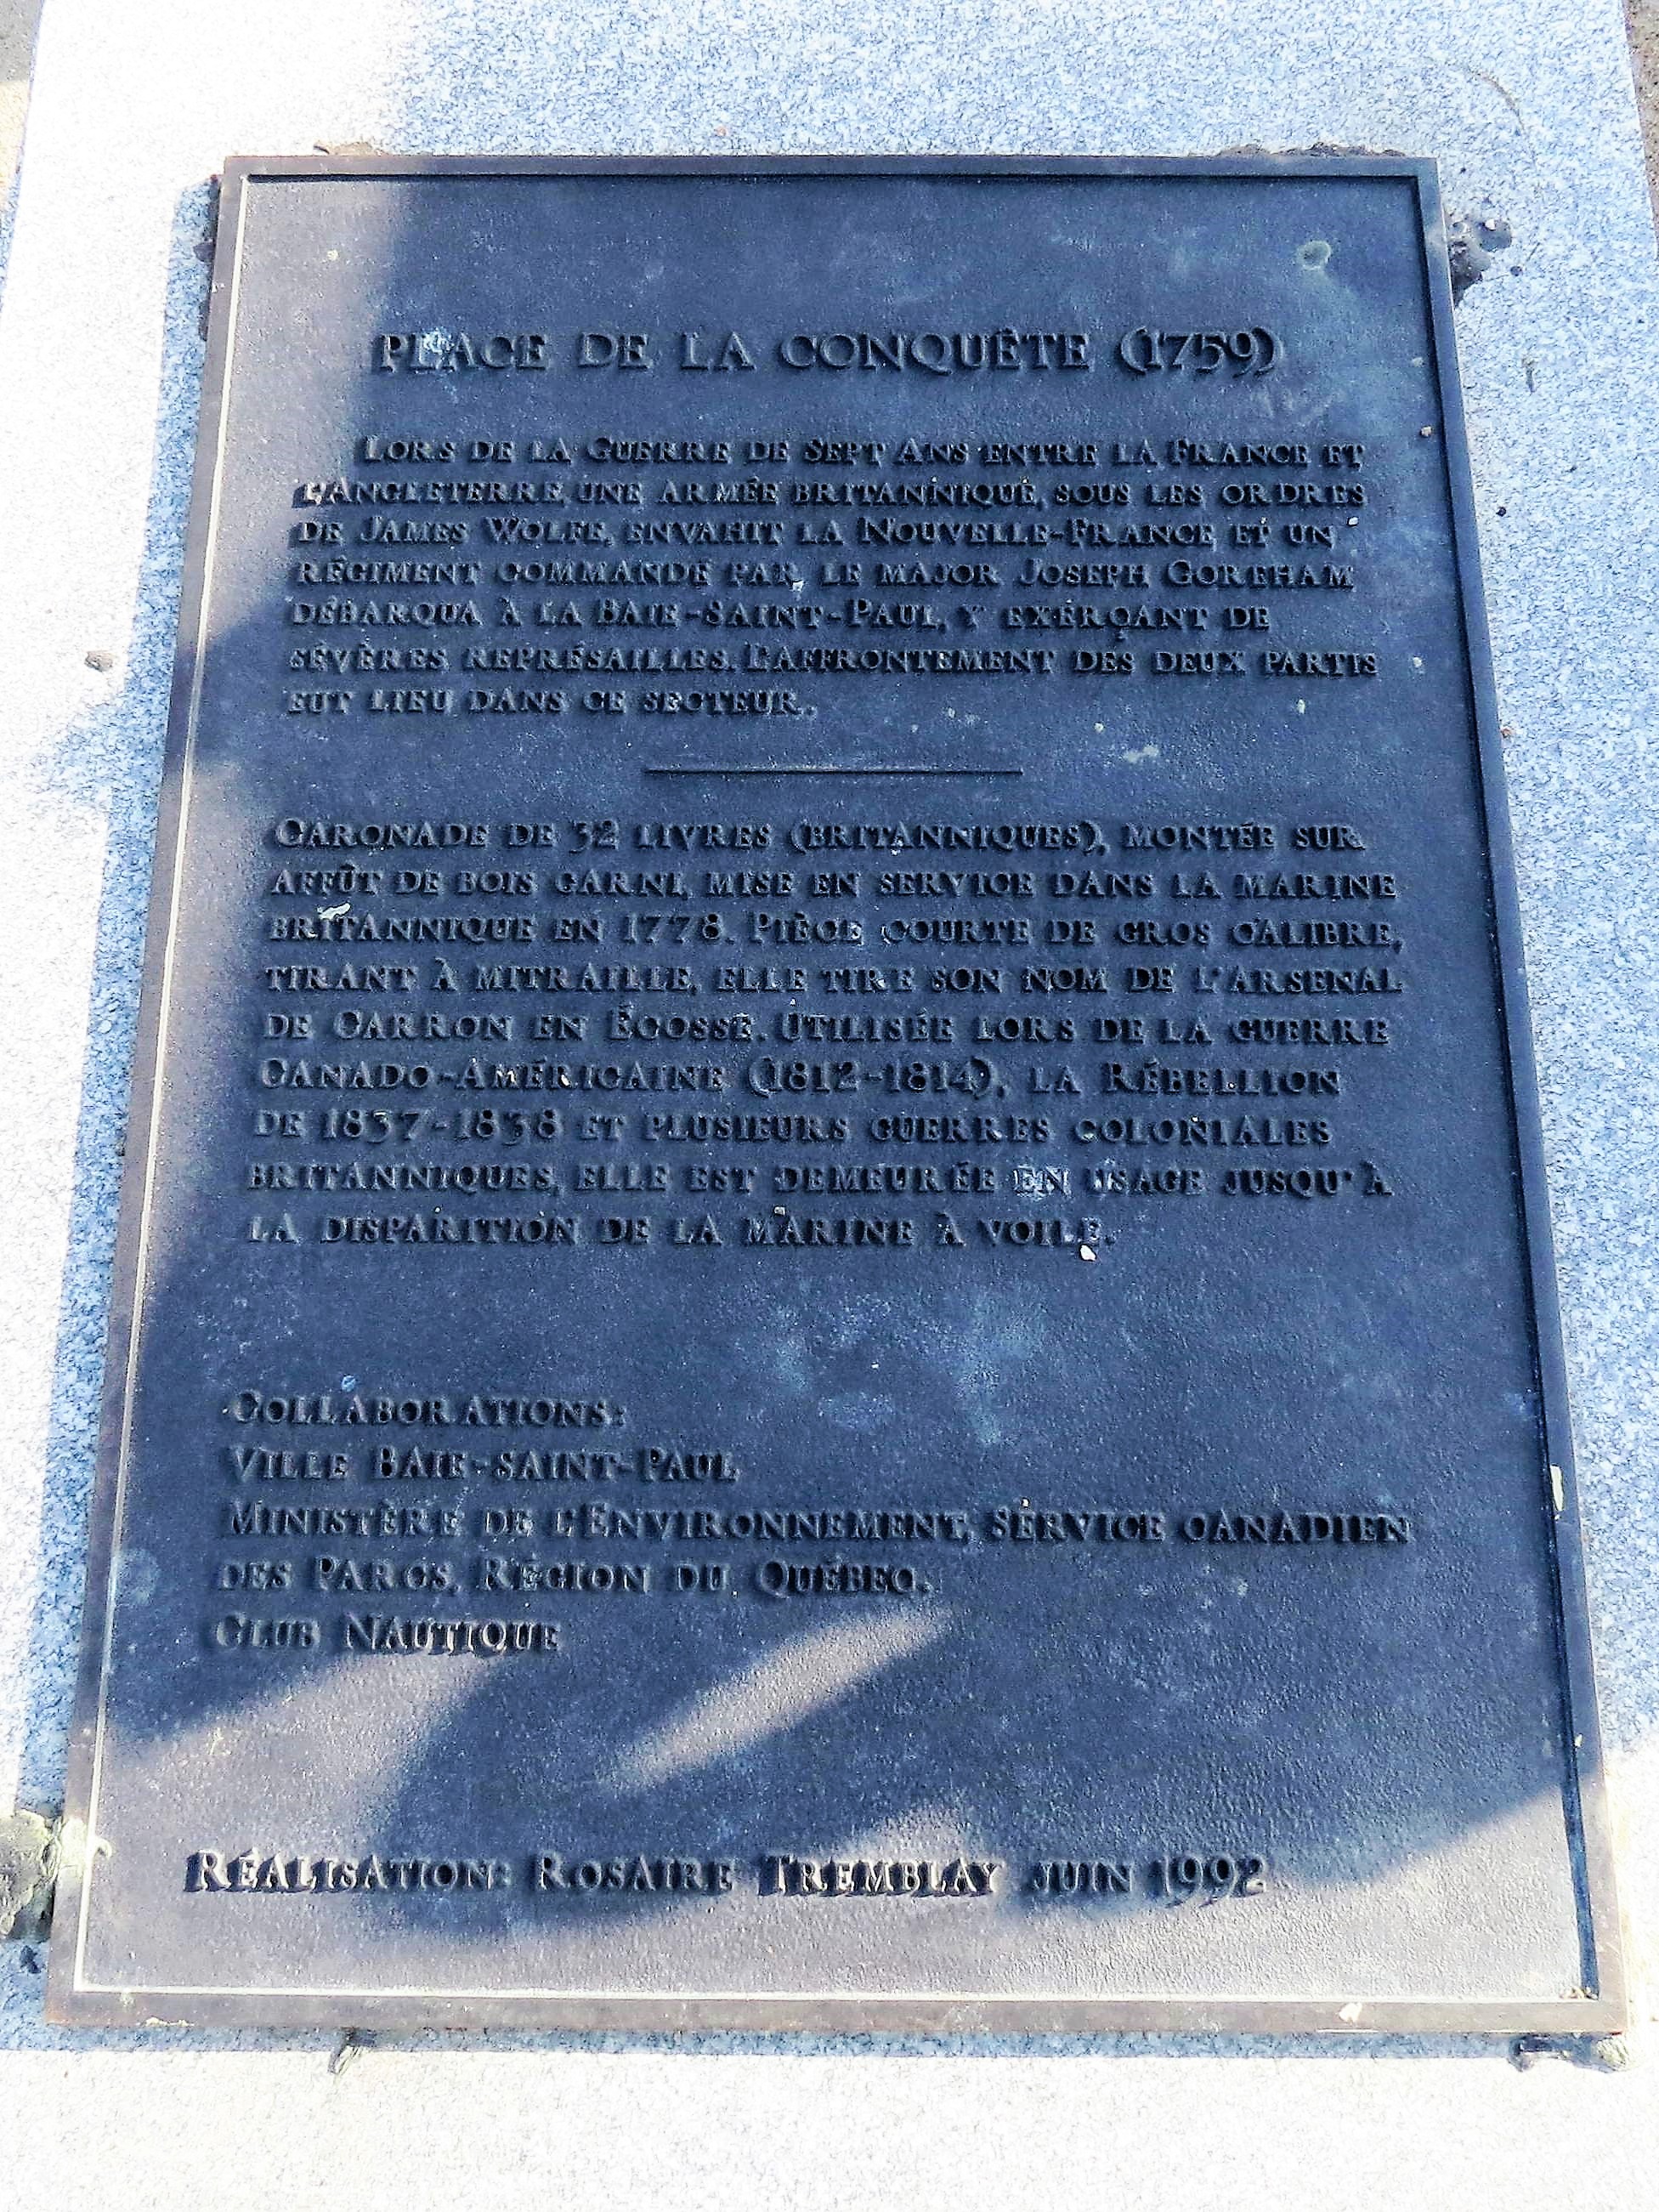 PLACE DE LA CONQUÊTE (1759)
LORS DE LA GUERRE DE SEPT ANS ENTRE LA FRANCE ET
L'ANGLETERRE, UNE ARMÉE BRITANNIQUE, SOUS LES ORDRES
DE JAMES WOLFE, ENVAHIT LA NOUVELLE-FRANCE ET UN
RÉGIMENT COMMANDÉ PAR LE MAJOR JOSEPH GOREHAM
DÉBARQUA À LA BAIE-SAINT-PAUL, Y EXERÇANT DE
SÉVÈRES REPRÉSAILLES. L'AFFRONTEMENT DES DEUX PARTIS
EUT LIEU DANS CE SECTEUR.
CARONADE DE 32 LIVRES (BRITANNIQUES), MONTÉE SUR
AFFÛT DE BOIS GARNI, MISE EN SERVICE DANS LA MARINE
BRITANNIQUE EN 1778. PIÈCE COURTE DE GROS CALIBRE,
TIRANT À MITRAILLE, ELLE TIRE SON NOM DE L'ARSENAL
DE CARRON EN ÉCOSSE. UTILISÉE LORS DE LA GUERRE
CANADO-AMÉRICAINE (1812-1814), LA RÉBELLION
DE 1837-1838 ET PLUSIEURS GUERRES COLONIALES
BRITANNIQUES, ELLE EST DEMEURÉE EN USAGE JUSQU'À
LA DISPARITION DE LA MARINE À VOILE.
COLLABORATIONS:
VILLE BAIE-SAINT-PAUL
MINISTÈRE DE L'ENVIRONNEMENT, SERVICE CANADIEN
DES PARCS, RÉGION DU QUÉBEC.
CLUB NAUTIQUE
RÉALISATION: ROSAIRE TREMBLAY JUIN 1992